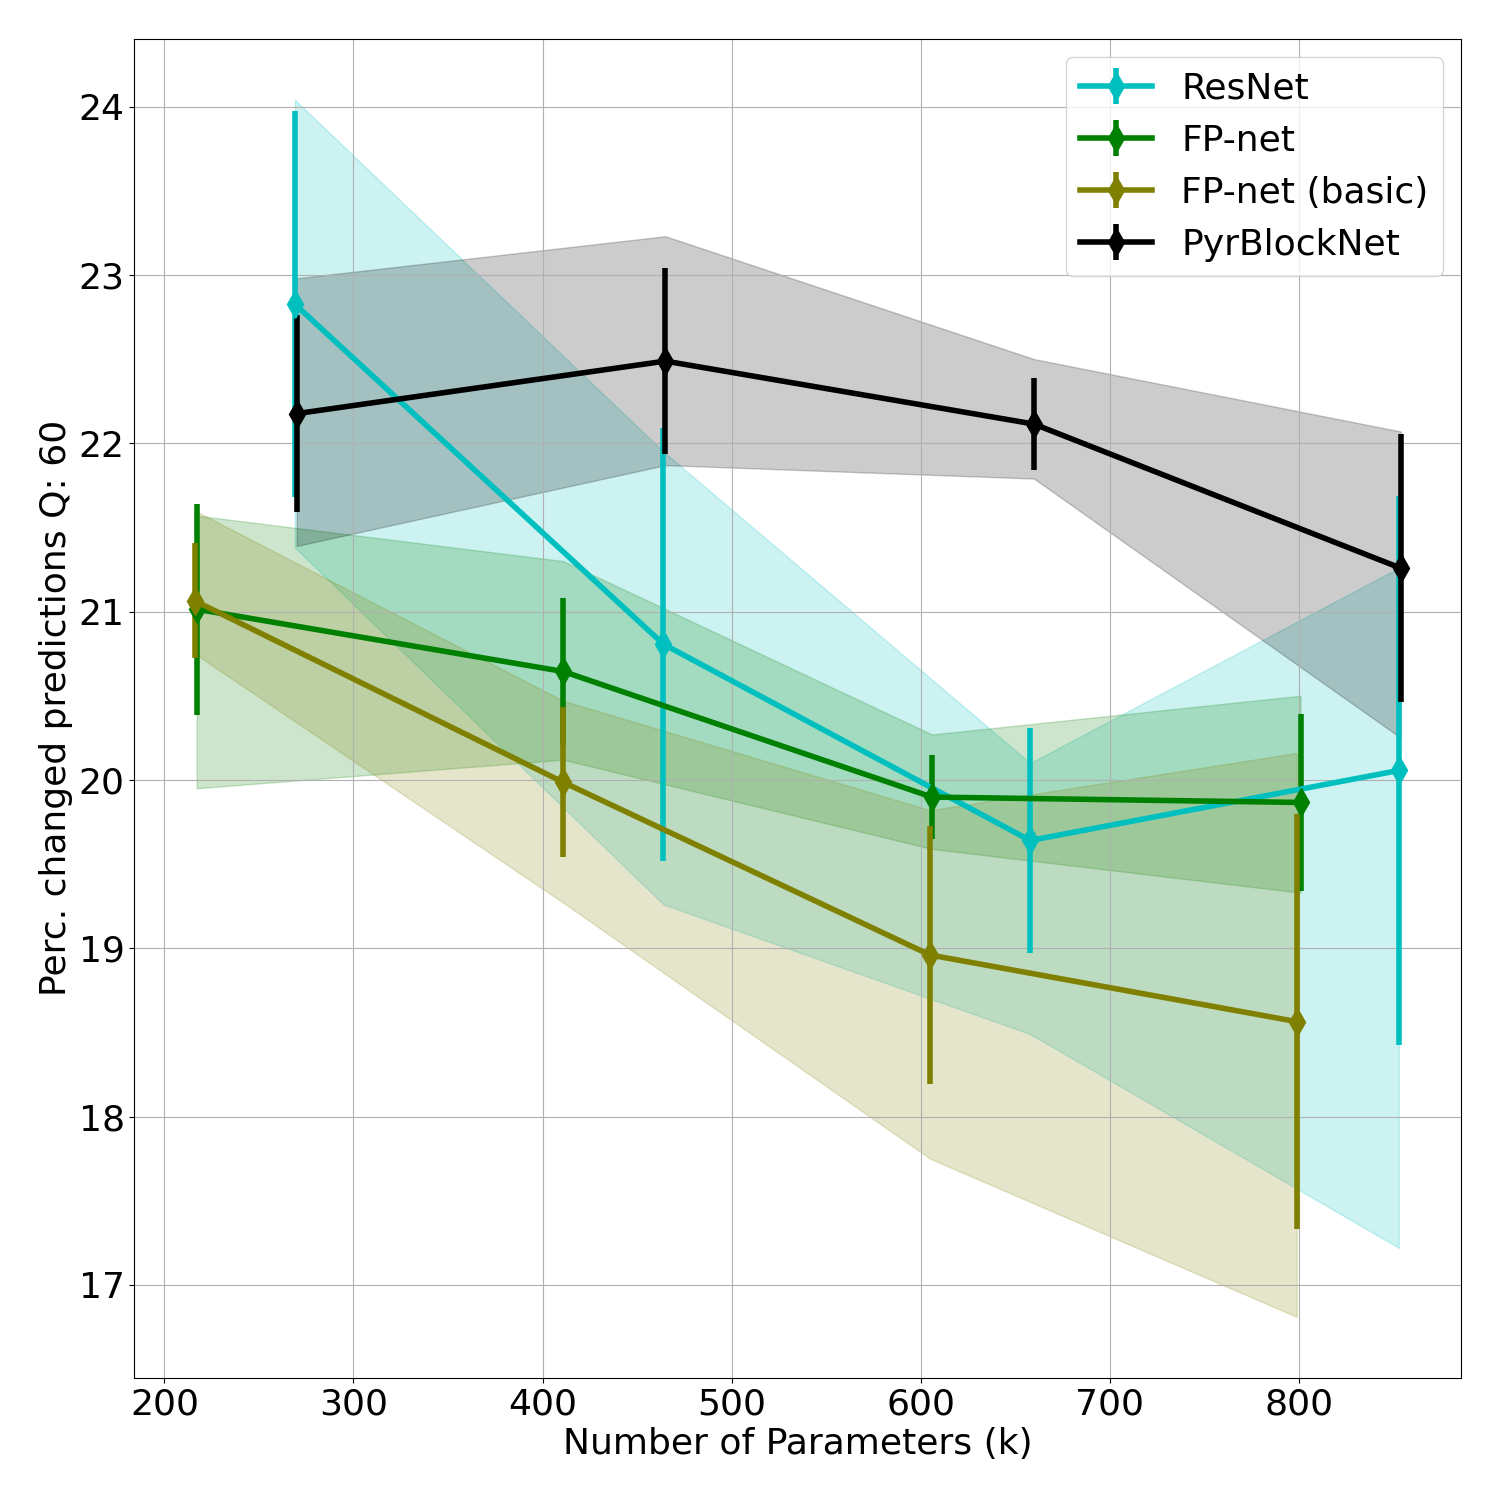 ResNet
FP-net
FP-net (basic)
PyrBlockNet
Perc. changed predictions Q: 60
24
23
22
21
20
19
18
17
200 300 400 500 600 700 800
Number of Parameters (k)